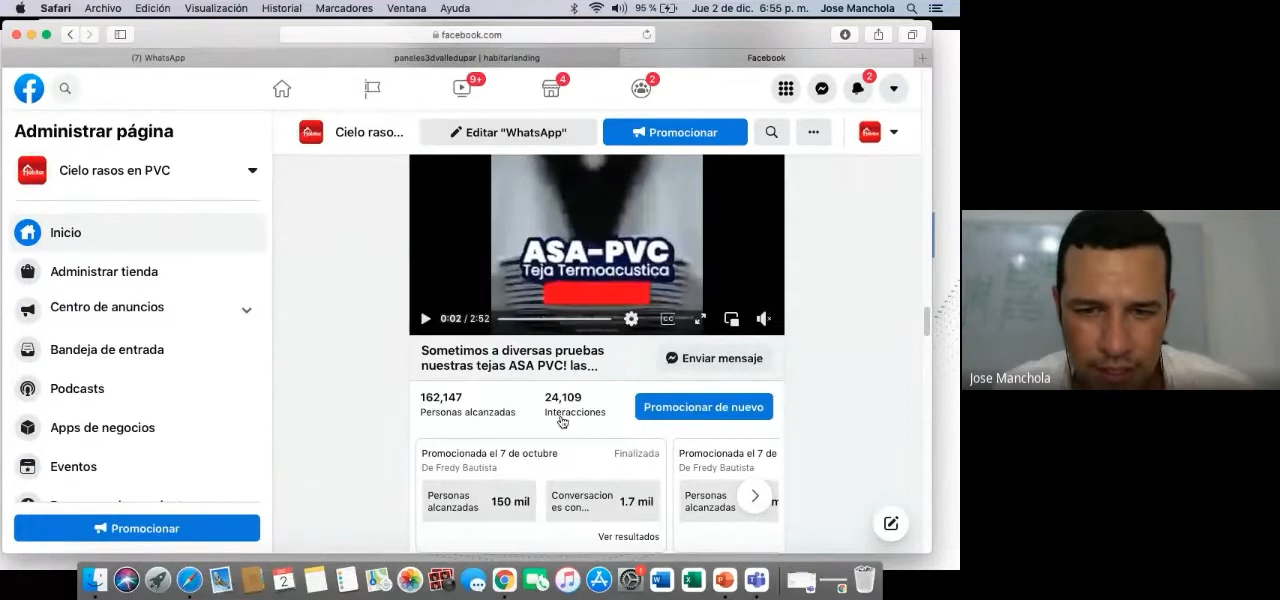 Safari Archivo Edición Visualización Historial Marcadores Ventana Ayuda
95 % Jue 2 de dic. 6:55 p. m. Jose Manchola
facebook.com
(7) WhatsApp
paneles3dvalledupar | habitarlanding
Facebook
9+
4
2
2
Administrar página
Cielo raso...
Editar "WhatsApp"
Promocionar
Cielo rasos en PVC
Inicio
Administrar tienda
Centro de anuncios
Bandeja de entrada
Podcasts
Apps de negocios
Eventos
Promocionar
ASA-PVC
Teja Termoacustica
0:02 / 2:52
CC
Sometimos a diversas pruebas
nuestras tejas ASA PVC! las...
Enviar mensaje
162,147
Personas alcanzadas
24,109
Interacciones
Promocionar de nuevo
Promocionada el 7 de octubre
Finalizada
De Fredy Bautista
Personas
alcanzadas
150 mil
Conversacion
es con...
1.7 mil
Ver resultados
Promocionada el 7 de
De Fredy Bautista
Personas
alcanzadas
Jose Manchola